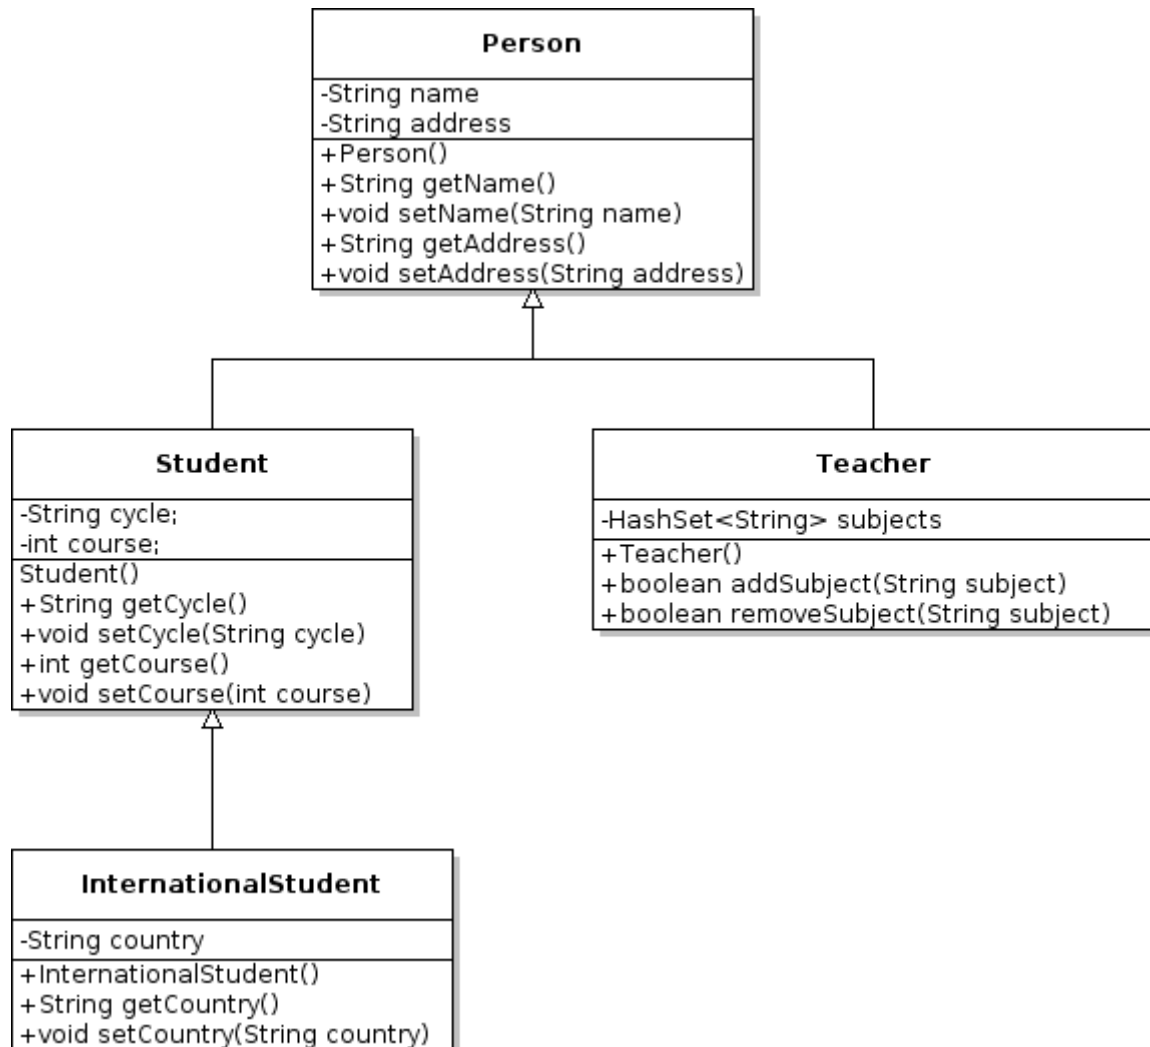 Person
-String name
-String address
+Person()
+String getName()
+void setName(String name)
+String getAddress()
+void setAddress(String address)
Student
-String cycle;
-int course;
Student()
+String getCycle()
+void setCycle(String cycle)
+int getCourse()
+void setCourse(int course)
Teacher
-HashSet<String> subjects
+Teacher()
+boolean addSubject(String subject)
+boolean removeSubject(String subject)
InternationalStudent
-String country
+InternationalStudent()
+String getCountry()
+void setCountry(String country)